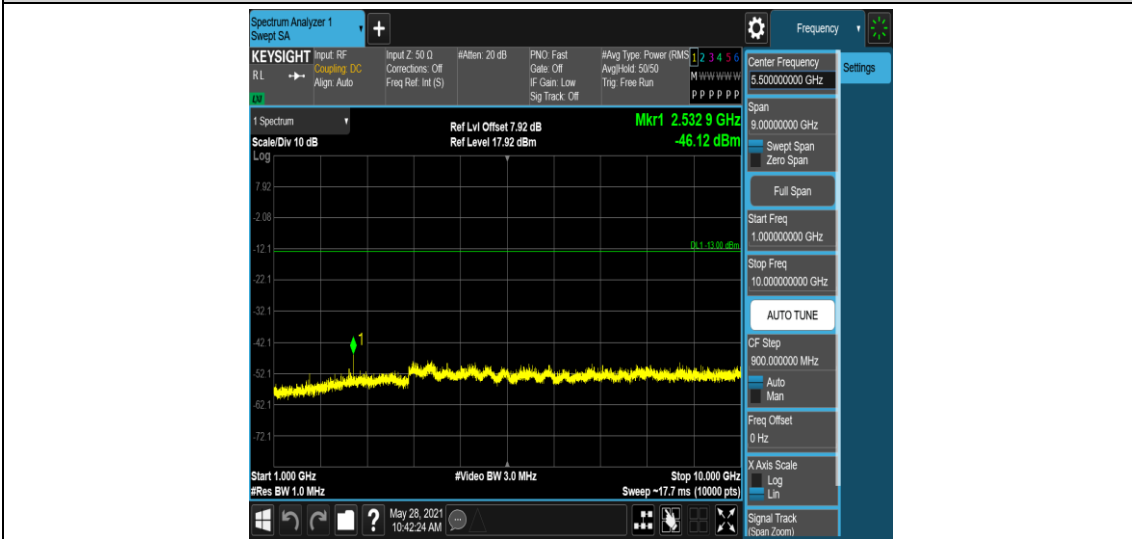 Spectrum Analyzer 1
Swept SA
+
Frequency
KEYSIGHT
RL
LXI
Input: RF
Coupling: DC
Align: Auto
Input Z: 50 Ω
Corrections: Off
Freq Ref: Int (S)
#Atten: 20 dB
PNO: Fast
Gate: Off
IF Gain: Low
Sig Track: Off
#Avg Type: Power (RMS
Avg|Hold: 50/50
Trig: Free Run
1 2 3 4 5 6
M W W W W W
P P P P P P
1 Spectrum
Scale/Div 10 dB
Log
Ref Lvl Offset 7.92 dB
Ref Level 17.92 dBm
Mkr1 2.532 9 GHz
-46.12 dBm
7.92
-2.08
-12.1
DL1 -13.00 dBm
-22.1
-32.1
-42.1
1
-52.1
-62.1
-72.1
Start 1.000 GHz
#Res BW 1.0 MHz
#Video BW 3.0 MHz
Stop 10.000 GHz
Sweep ~17.7 ms (10000 pts)
Center Frequency
5.500000000 GHz
Settings
Span
9.00000000 GHz
Swept Span
Zero Span
Full Span
Start Freq
1.000000000 GHz
Stop Freq
10.000000000 GHz
AUTO TUNE
CF Step
900.000000 MHz
Auto
Man
Freq Offset
0 Hz
X Axis Scale
Log
Lin
Signal Track
(Span Zoom)
?
May 28, 2021
10:42:24 AM